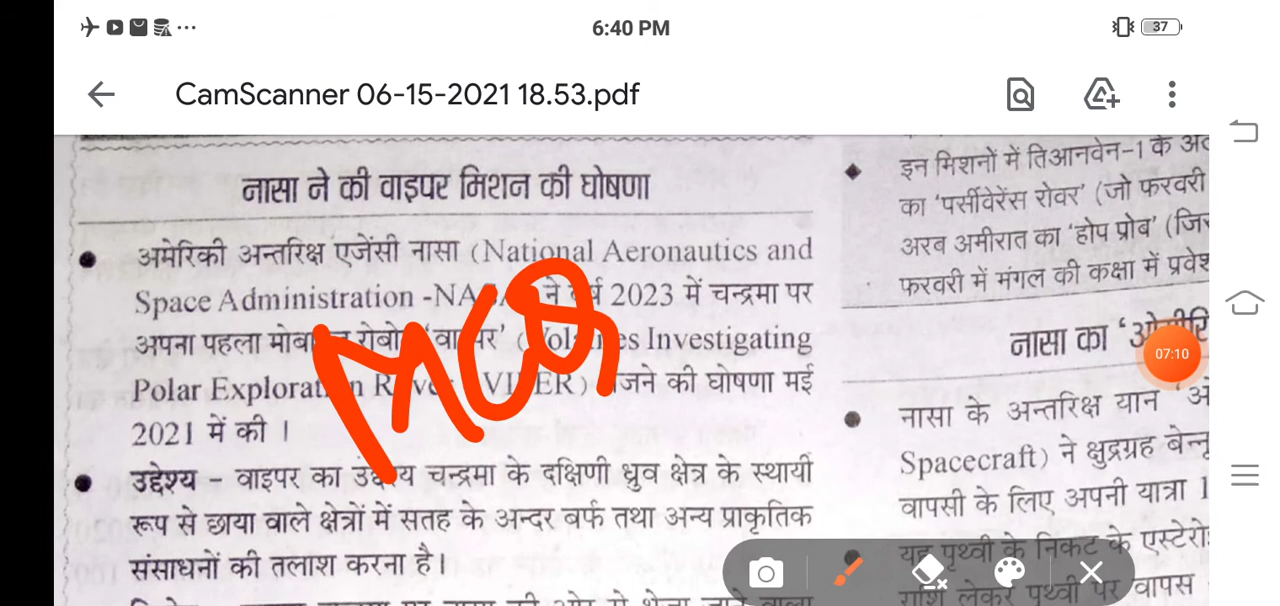 6:40 PM
37
CamScanner 06-15-2021 18.53.pdf
नासा ने की वाइपर मिशन की घोषणा
अमेरिकी अन्तरिक्ष एजेंसी नासा (National Aeronautics and
Space Administration ने वर्ष 2023 में चन्द्रमा पर
अपना पहला Investigating
Polar भेजने की घोषणा मई
2021 में की ।
उद्देश्य – वाइपर का उद्देश्य चन्द्रमा के दक्षिणी ध्रुव क्षेत्र के स्थायी
रूप से छाया वाले क्षेत्रों में सतह के अन्दर बर्फ तथा अन्य प्राकृतिक
संसाधनों की तलाश करना है।
MCQ
इन मिशनों में तिआनवेन-1 के
का 'पर्सीवेरेंस रोवर' (जो फरवरी
अरब अमीरात का 'होप प्रोब'
फरवरी में मंगल की कक्षा में
नासा का
07:10
नासा के अन्तरिक्ष यान
Spacecraft) ने क्षुद्रग्रह बेन्नू
वापसी के लिए अपनी यात्रा
यह पृथ्वी के निकट के
राशि लेकर पृथ्वी पर वापस